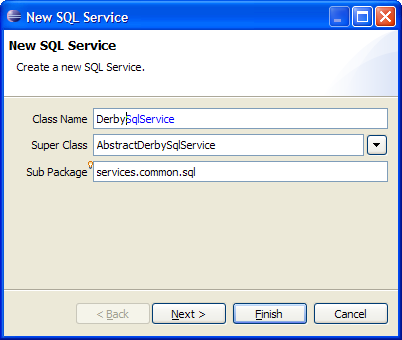 New SQL Service
New SQL Service
Create a new SQL Service.
Class Name DerbySqlService
Super Class AbstractDerbySqlService
Sub Package services.common.sql
< Back Next > Finish Cancel